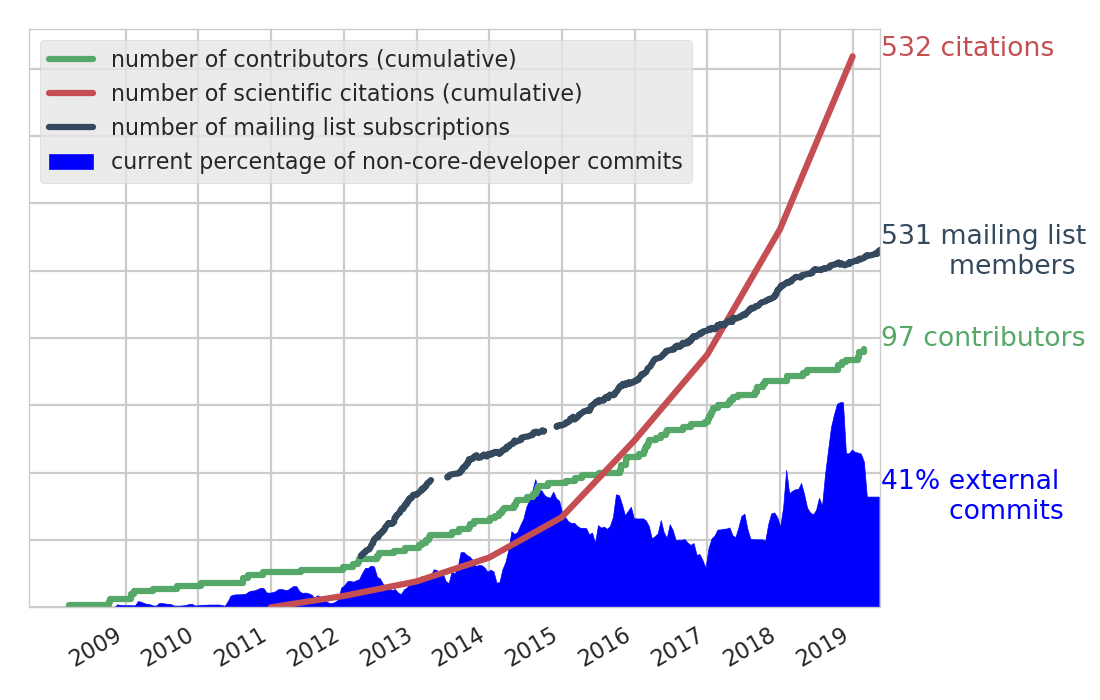 number of contributors (cumulative)
number of scientific citations (cumulative)
number of mailing list subscriptions
current percentage of non-core-developer commits
532 citations
531 mailing list
members
97 contributors
41% external
commits
2009
2010
2011
2012
2013
2014
2015
2016
2017
2018
2019